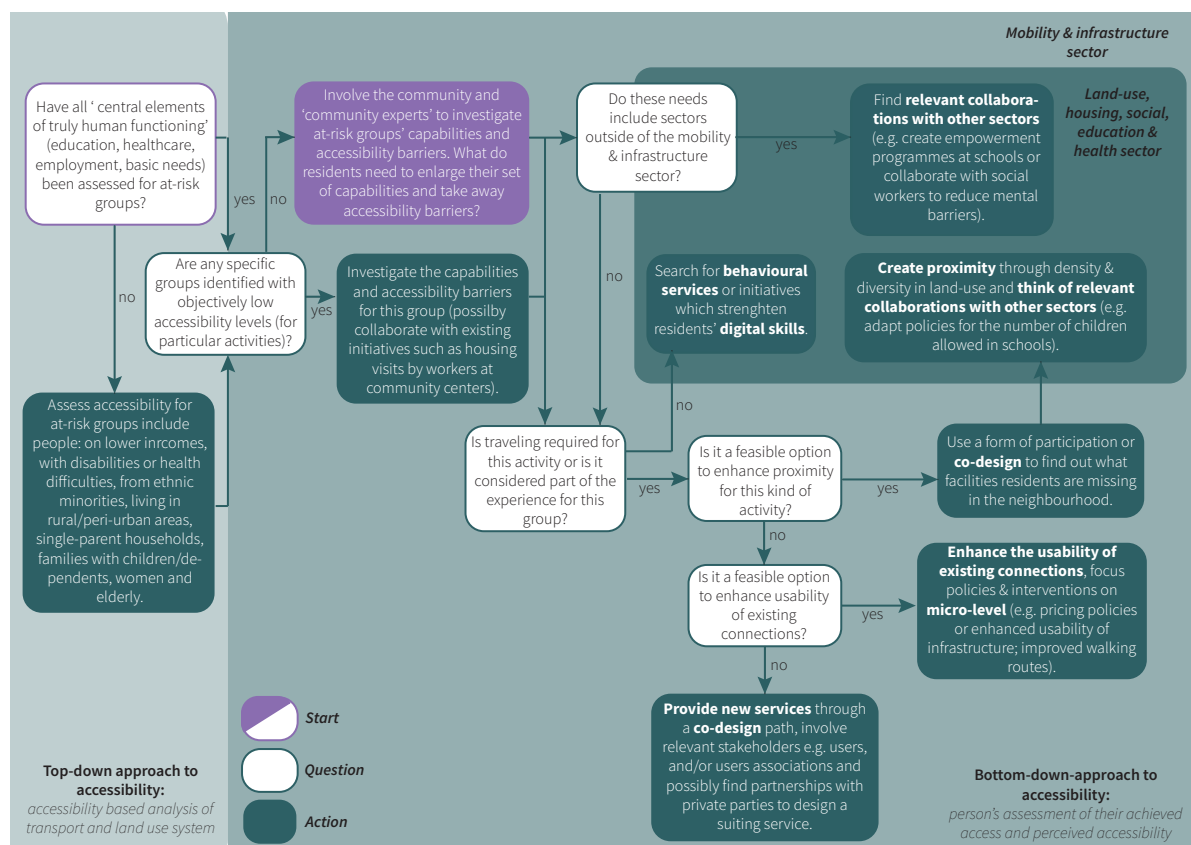 Mobility & infrastructure
sector
Have all ‘ central elements
of truly human functioning’
(education, healthcare,
employment, basic needs)
been assessed for at-risk
groups?
yes
no
Involve the community and
‘community experts’ to investigate
at-risk groups’ capabilities and
accessibility barriers. What do
residents need to enlarge their set
of capabilities and take away
accessibility barriers?
Do these needs
include sectors
outside of the mobility
& infrastructure
sector?
yes
Find relevant collabora-
tions with other sectors
(e.g. create empowerment
programmes at schools or
collaborate with social
workers to reduce mental
barriers).
Land-use,
housing, social,
education &
health sector
no
Are any specific
groups identified with
objectively low
accessibility levels (for
particular activities)?
yes
Investigate the capabilities
and accessibility barriers
for this group (possilby
collaborate with existing
initiatives such as housing
visits by workers at
community centers).
no
Search for behavioural
services or initiatives
which strenghten
residents’ digital skills.
Create proximity through density &
diversity in land-use and think of relevant
collaborations with other sectors (e.g.
adapt policies for the number of children
allowed in schools).
Assess accessibility for
at-risk groups include
people: on lower inrcomes,
with disabilities or health
difficulties, from ethnic
minorities, living in
rural/peri-urban areas,
single-parent households,
families with children/de-
pendents, women and
elderly.
Is traveling required for
this activity or is it
considered part of the
experience for this
group?
no
yes
Is it a feasible option
to enhance proximity
for this kind of
activity?
yes
Use a form of participation or
co-design to find out what
facilities residents are missing
in the neighbourhood.
no
Is it a feasible option
to enhance usability
of existing
connections?
yes
Enhance the usability of
existing connections, focus
policies & interventions on
micro-level (e.g. pricing policies
or enhanced usability of
infrastructure; improved walking
routes).
no
Provide new services through
a co-design path, involve
relevant stakeholders e.g. users,
and/or users associations and
possibly find partnerships with
private parties to design a
suiting service.
Start
Question
Action
Top-down approach to
accessibility:
accessibility based analysis of
transport and land use system
Bottom-down-approach to
accessibility:
person’s assessment of their achieved
access and perceived accessibility